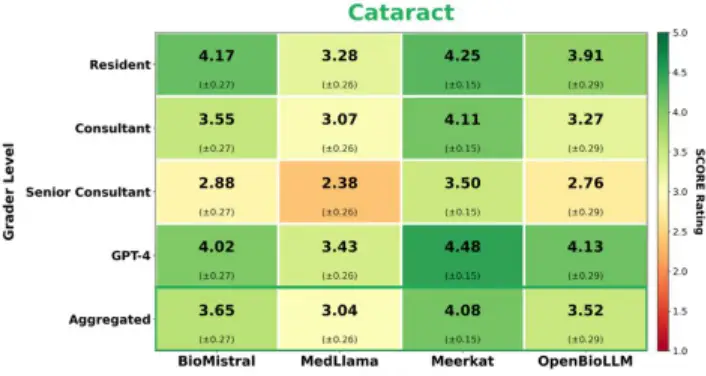 Cataract
Grader Level
Resident
4.17 3.28 4.25 3.91
(±0.27) (±0.26) (±0.15) (±0.29)
Consultant
3.55 3.07 4.11 3.27
(±0.27) (±0.26) (±0.15) (±0.29)
Senior Consultant
2.88 2.38 3.50 2.76
(±0.27) (±0.26) (±0.15) (±0.29)
GPT-4
4.02 3.43 4.48 4.13
(±0.27) (±0.26) (±0.15) (±0.29)
Aggregated
3.65 3.04 4.08 3.52
(±0.27) (±0.26) (±0.15) (±0.29)
BioMistral MedLlama Meerkat OpenBioLLM
5.0
4.5
4.0
3.5
3.0
2.5
2.0
1.5
1.0
SCORE Rating